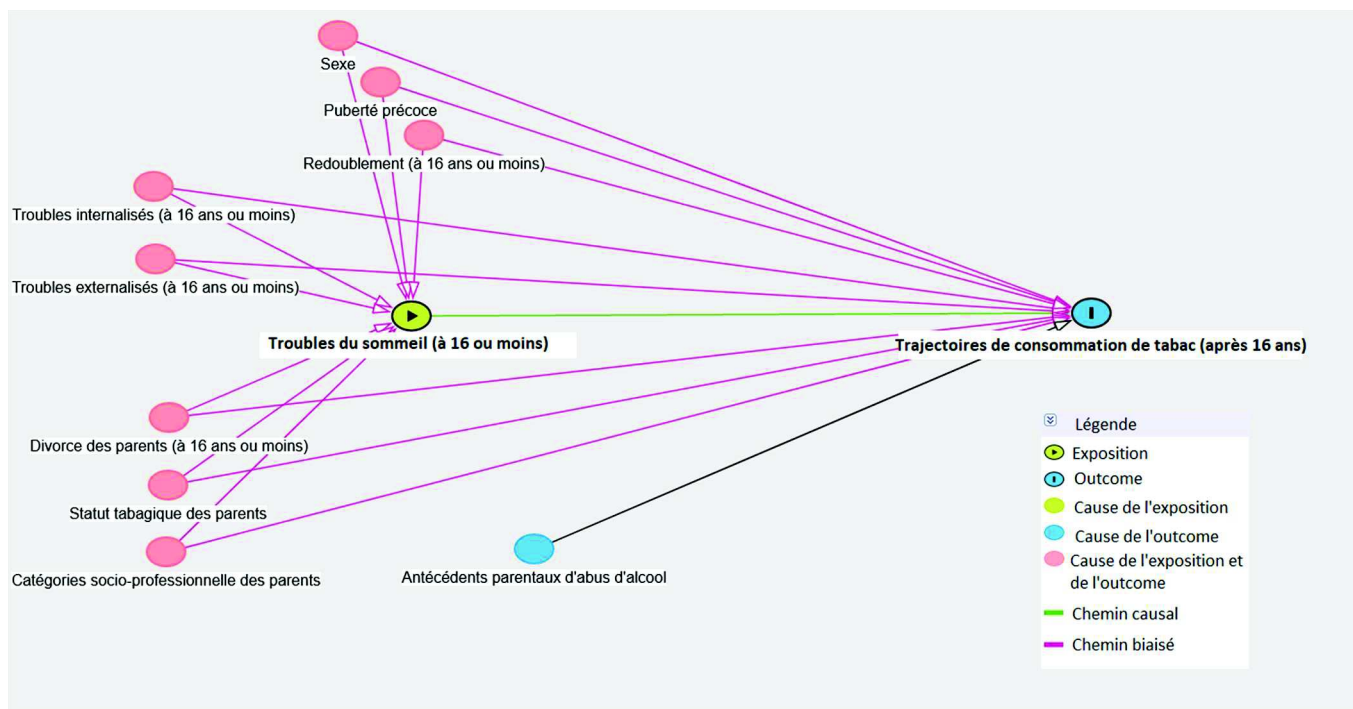 Sexe
Puberté précoce
Redoublement (à 16 ans ou moins)
Troubles internalisés (à 16 ans ou moins)
Troubles externalisés (à 16 ans ou moins)
Troubles du sommeil (à 16 ou moins)
Trajectoires de consommation de tabac (après 16 ans)
Divorce des parents (à 16 ans ou moins)
Statut tabagique des parents
Catégories socio-professionnelle des parents
Antécédents parentaux d'abus d'alcool
Légende
Exposition
Outcome
Cause de l'exposition
Cause de l'outcome
Cause de l'exposition et
de l'outcome
Chemin causal
Chemin biaisé